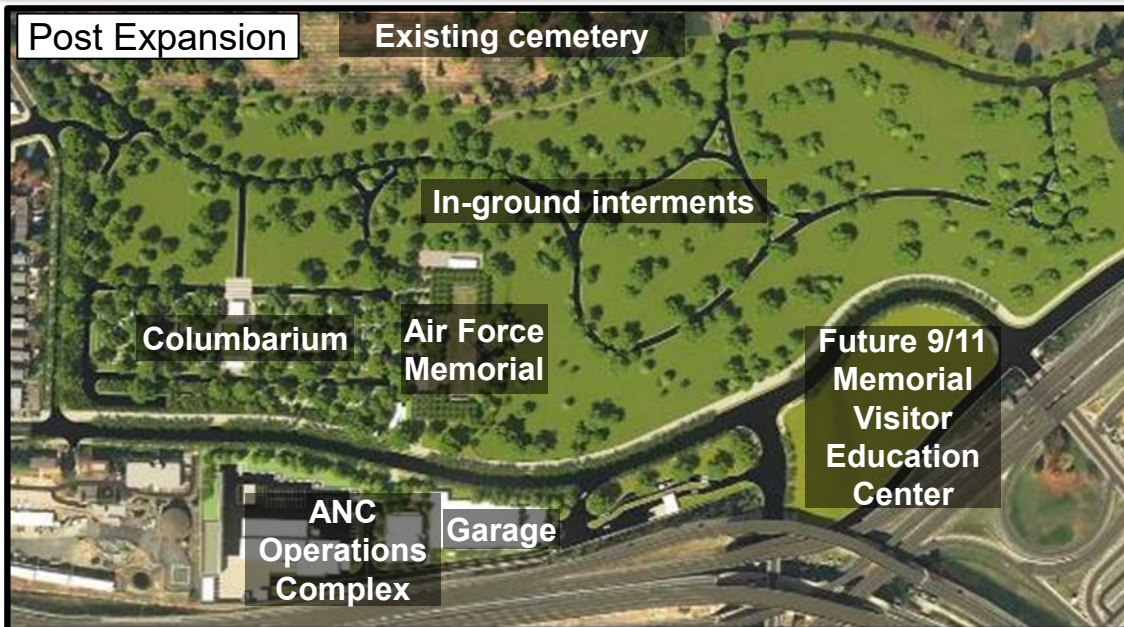 Post Expansion
Existing cemetery
In-ground interments
Columbarium
Air Force
Memorial
Future 9/11
Memorial
Visitor
Education
Center
ANC
Operations
Complex
Garage